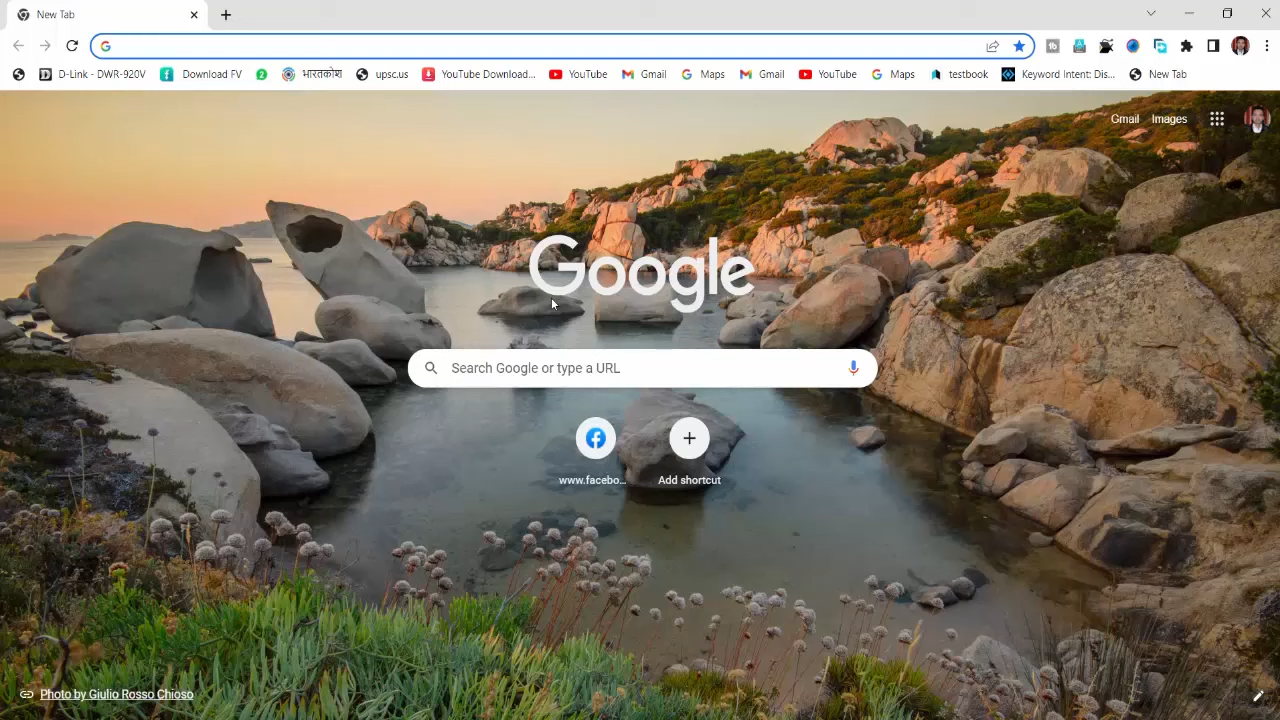 New Tab
D-Link - DWR-920V Download FV भारतकोश upsc.us YouTube Download... YouTube Gmail Maps Gmail YouTube Maps testbook Keyword Intent: Dis... New Tab
Gmail Images
Google
Search Google or type a URL
www.facebo... Add shortcut
Photo by Giulio Rosso Chioso